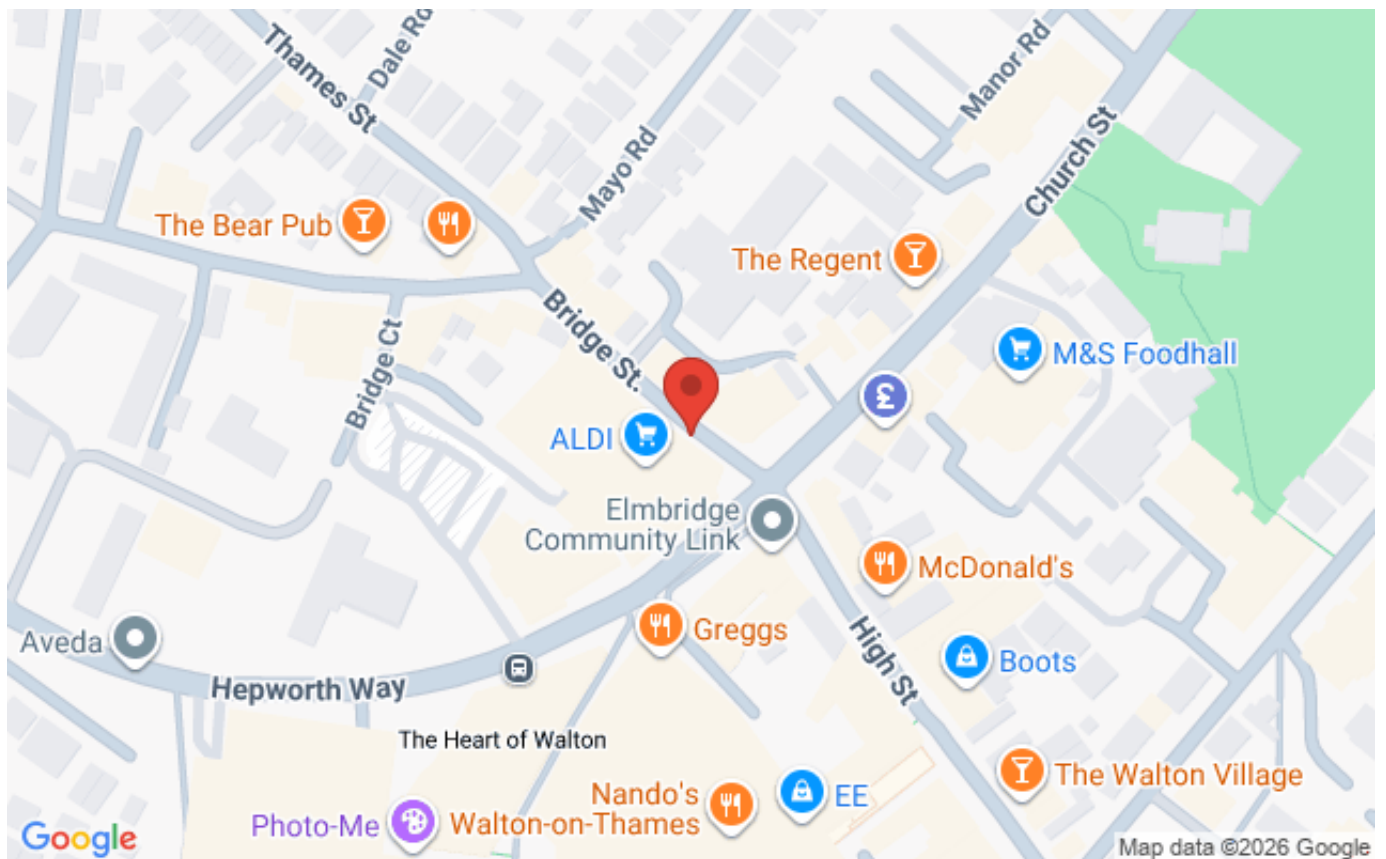 Thames St
Dale Rd
Manor Rd
Mayo Rd
Church St
The Bear Pub
The Regent
Bridge St.
Bridge Ct
M&S Foodhall
£
ALDI
Elmbridge
Community Link
McDonald's
Greggs
High St
Aveda
Boots
Hepworth Way
The Heart of Walton
The Walton Village
Nando's
Walton-on-Thames
EE
Photo-Me
Google
Map data ©2026 Google